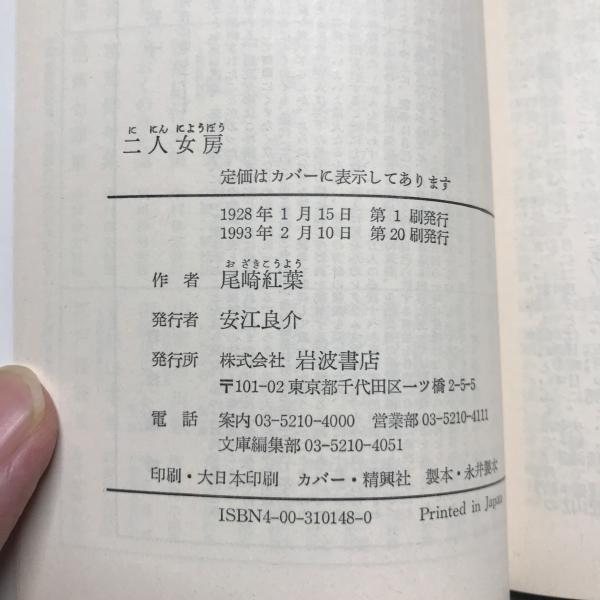 に にん にょうぼう
二人女房
定価はカバーに表示してあります
1928年1月15日 第1刷発行
1993年2月10日 第20刷発行
お ざきこうよう
作者 尾崎紅葉
発行者 安江良介
発行所 株式会社 岩波書店
〒101-02 東京都千代田区一ツ橋2-5-5
電話 案内03-5210-4000 営業部03-5210-4111
文庫編集部03-5210-4051
印刷・大日本印刷 カバー・精興社 製本・永井製本
ISBN4-00-310148-0 Printed in Japan